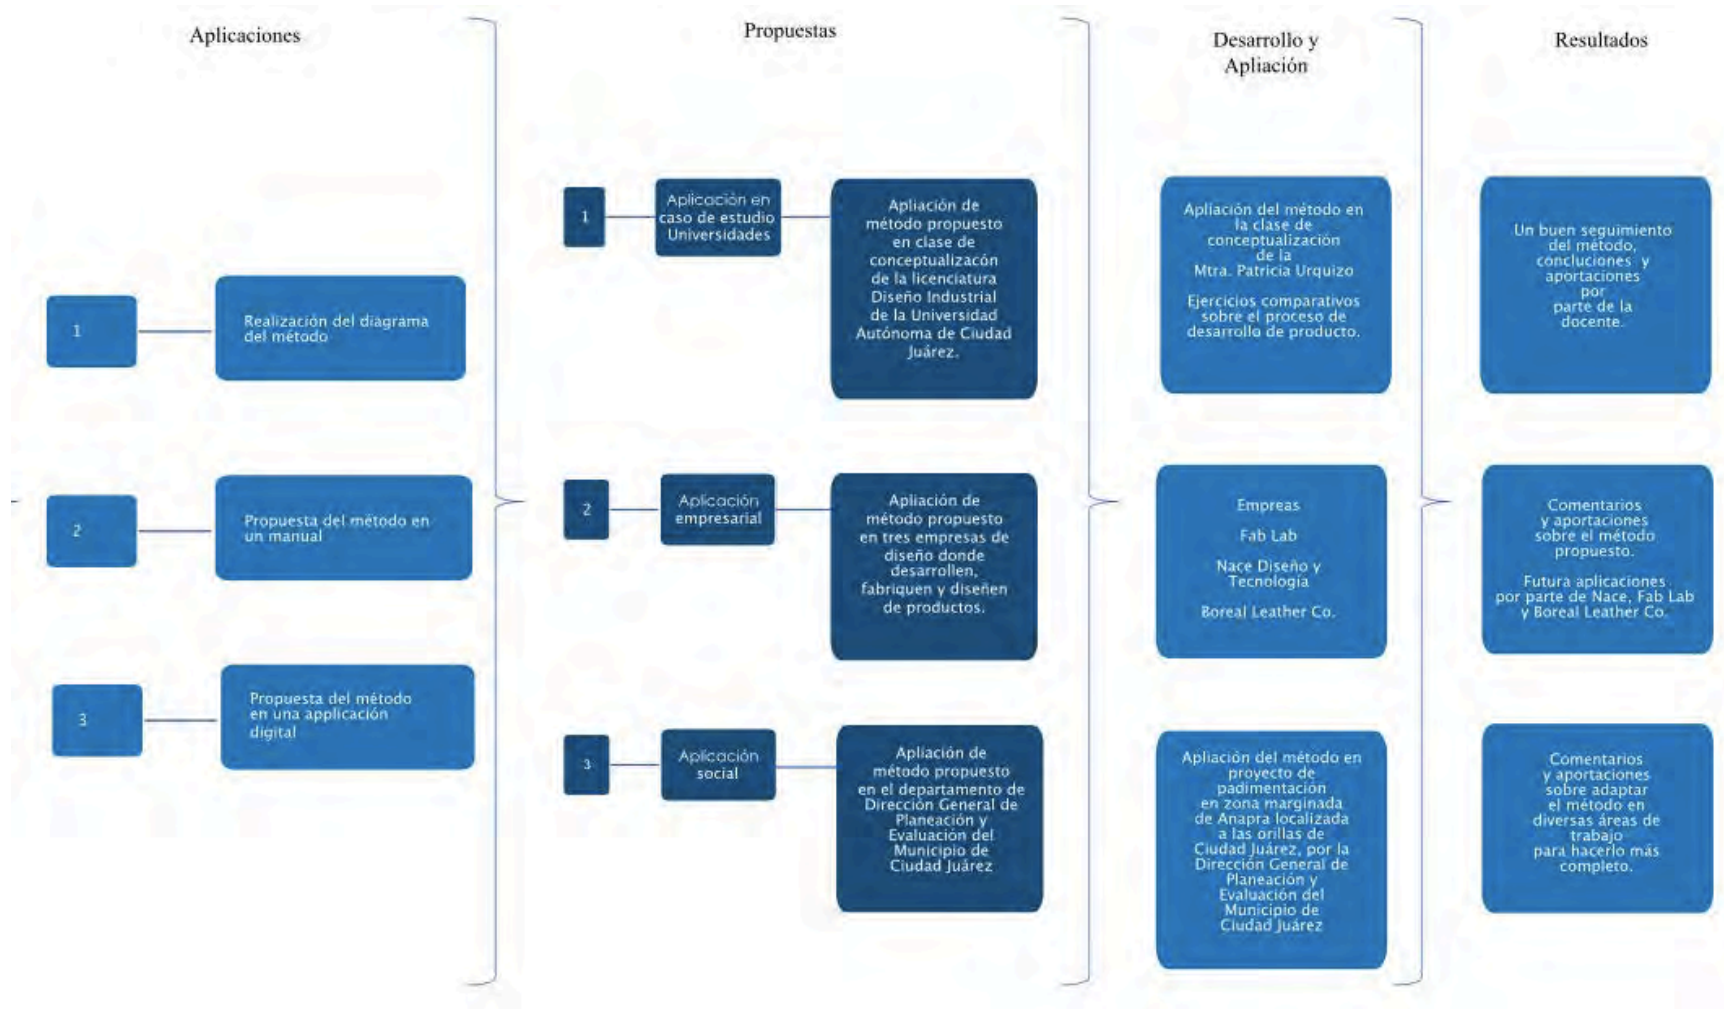 Aplicaciones
1
Realización del diagrama
del método
2
Propuesta del método en
un manual
3
Propuesta del método
en una applicación
digital
Propuestas
1
Aplicación en
caso de estudio
Universidades
Apliación de
método propuesto
en clase de
conceptualizacón
de la licenciatura
Diseño Industrial
de la Universidad
Autónoma de Ciudad
Juárez.
2
Aplicación
empresarial
Apliación de
método propuesto
en tres empresas de
diseño donde
desarrollen,
fabriquen y diseñen
de productos.
3
Aplicación
social
Apliación de
método propuesto
en el departamento de
Dirección General de
Planeación y
Evaluación del
Municipio de
Ciudad Juárez
Desarrollo y
Apliación
Apliación del método en
la clase de
conceptualización
de la
Mtra. Patricia Urquizo
Ejercicios comparativos
sobre el proceso de
desarrollo de producto.
Empreas
Fab Lab
Nace Diseño y
Tecnología
Boreal Leather Co.
Apliación del método en
proyecto de
padimentación
en zona marginada
de Anapra localizada
a las orillas de
Ciudad Juárez, por la
Dirección General de
Planeación y
Evaluación del
Municipio de
Ciudad Juárez
Resultados
Un buen seguimiento
del método,
concluciones y
aportaciones
por
parte de la
docente.
Comentarios
y aportaciones
sobre el método
propuesto.
Futura aplicaciones
por parte de Nace, Fab Lab
y Boreal Leather Co.
Comentarios
y aportaciones
sobre adaptar
el método en
diversas áreas de
trabajo
para hacerlo más
completo.